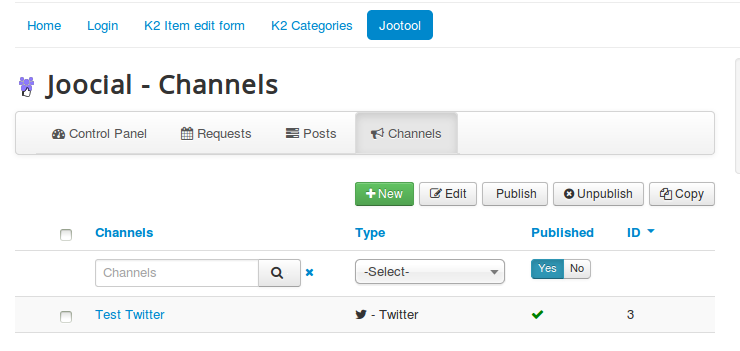 Home Login K2 Item edit form K2 Categories Jootool
Joocial - Channels
Control Panel Requests Posts Channels
New Edit Publish Unpublish Copy
Channels Type Published ID
Channels -Select- Yes No
Test Twitter - Twitter 3